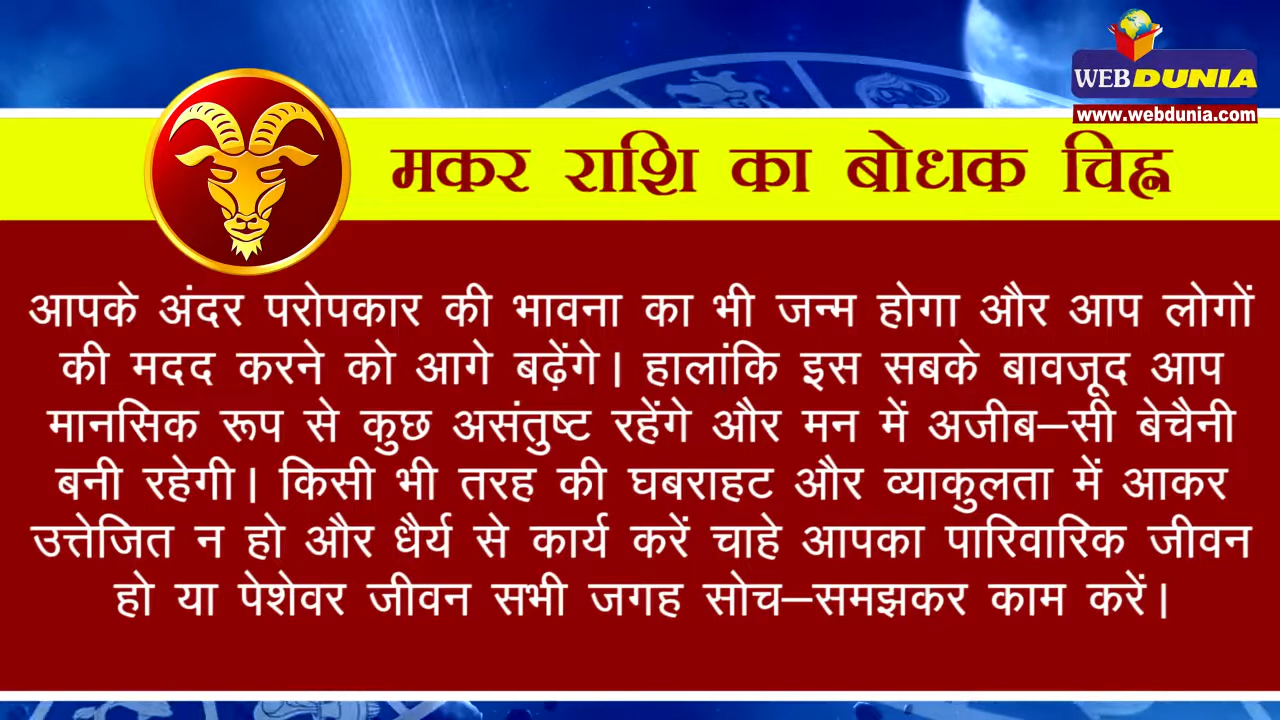 WEBDUNIA
www.webdunia.com
मकर राशि का बोधक चिह्न
आपके अंदर परोपकार की भावना का भी जन्म होगा और आप लोगों
की मदद करने को आगे बढ़ेंगे। हालांकि इस सबके बावजूद आप
मानसिक रूप से कुछ असंतुष्ट रहेंगे और मन में अजीब–सी बेचैनी
बनी रहेगी। किसी भी तरह की घबराहट और व्याकुलता में आकर
उत्तेजित न हो और धैर्य से कार्य करें चाहे आपका पारिवारिक जीवन
हो या पेशेवर जीवन सभी जगह सोच–समझकर काम करें।